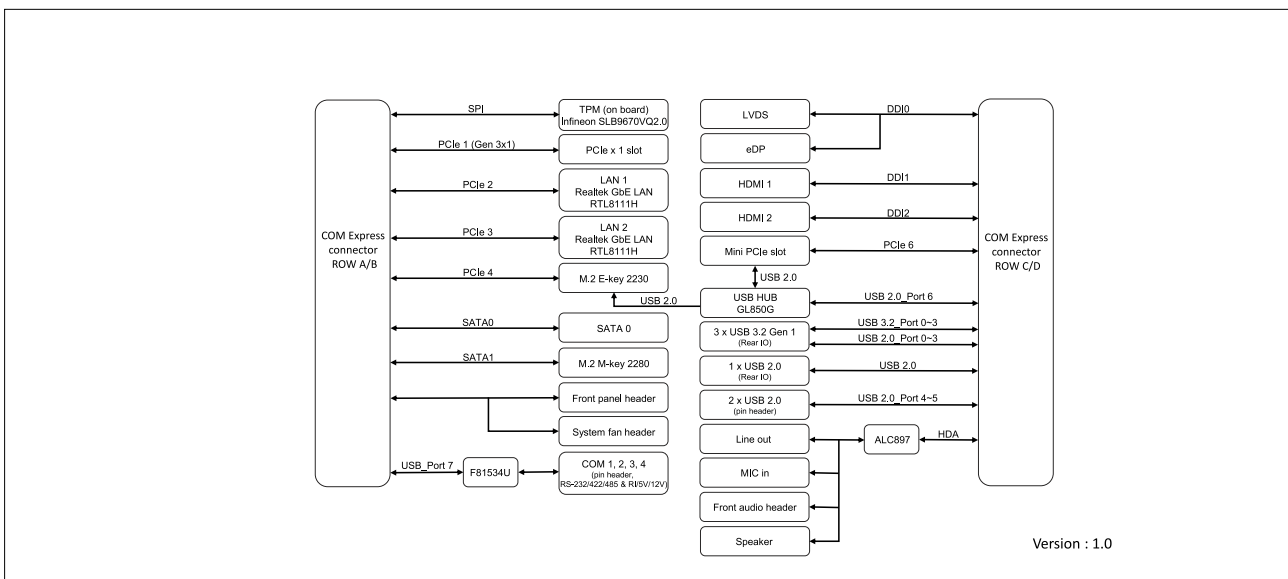 COM Express
connector
ROW A/B
SPI
TPM (on board)
Infineon SLB9670VQ2.0
PCIe 1 (Gen 3x1)
PCIe x 1 slot
PCIe 2
LAN 1
Realtek GbE LAN
RTL8111H
PCIe 3
LAN 2
Realtek GbE LAN
RTL8111H
PCIe 4
M.2 E-key 2230
USB 2.0
SATA0
SATA 0
SATA1
M.2 M-key 2280
Front panel header
System fan header
USB_Port 7
F81534U
COM 1, 2, 3, 4
(pin header,
RS-232/422/485 & RI/5V/12V)
LVDS
DDI0
eDP
HDMI 1
DDI1
HDMI 2
DDI2
Mini PCIe slot
PCIe 6
USB 2.0
USB HUB
GL850G
USB 2.0_Port 6
3 x USB 3.2 Gen 1
(Rear IO)
USB 3.2_Port 0~3
USB 2.0_Port 0~3
1 x USB 2.0
(Rear IO)
USB 2.0
2 x USB 2.0
(pin header)
USB 2.0_Port 4~5
Line out
ALC897
HDA
MIC in
Front audio header
Speaker
COM Express
connector
ROW C/D
Version : 1.0